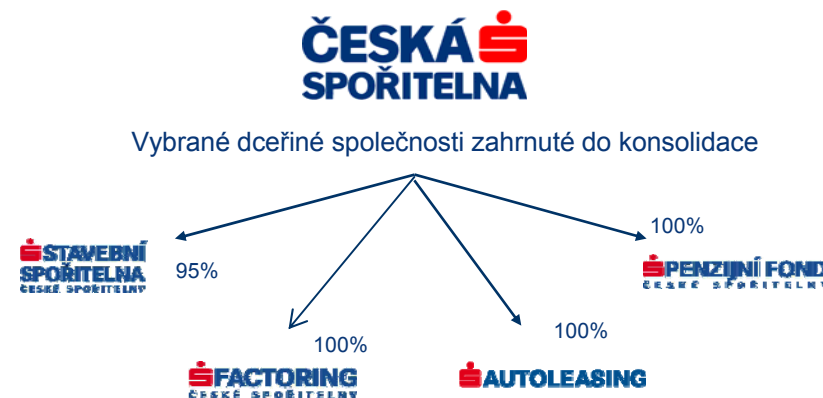 ČESKÁ
SPOŘITELNA
Vybrané dceřiné společnosti zahrnuté do konsolidace
100%
STAVEBNÍ
SPOŘITELNA
ČESKÉ SPOŘITELNY
95%
PENZIJNÍ FOND
ČESKÉ SPOŘITELNY
100%
100%
FACTORING
ČESKÉ SPOŘITELNY
AUTOLEASING